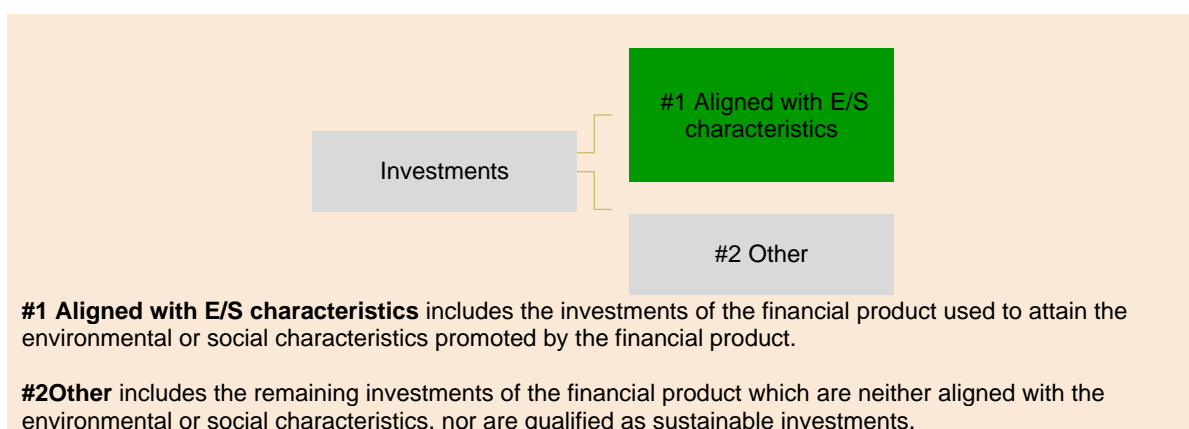 #1 Aligned with E/S
characteristics
Investments
#2 Other
#1 Aligned with E/S characteristics includes the investments of the financial product used to attain the
environmental or social characteristics promoted by the financial product.
#2Other includes the remaining investments of the financial product which are neither aligned with the
environmental or social characteristics, nor are qualified as sustainable investments.